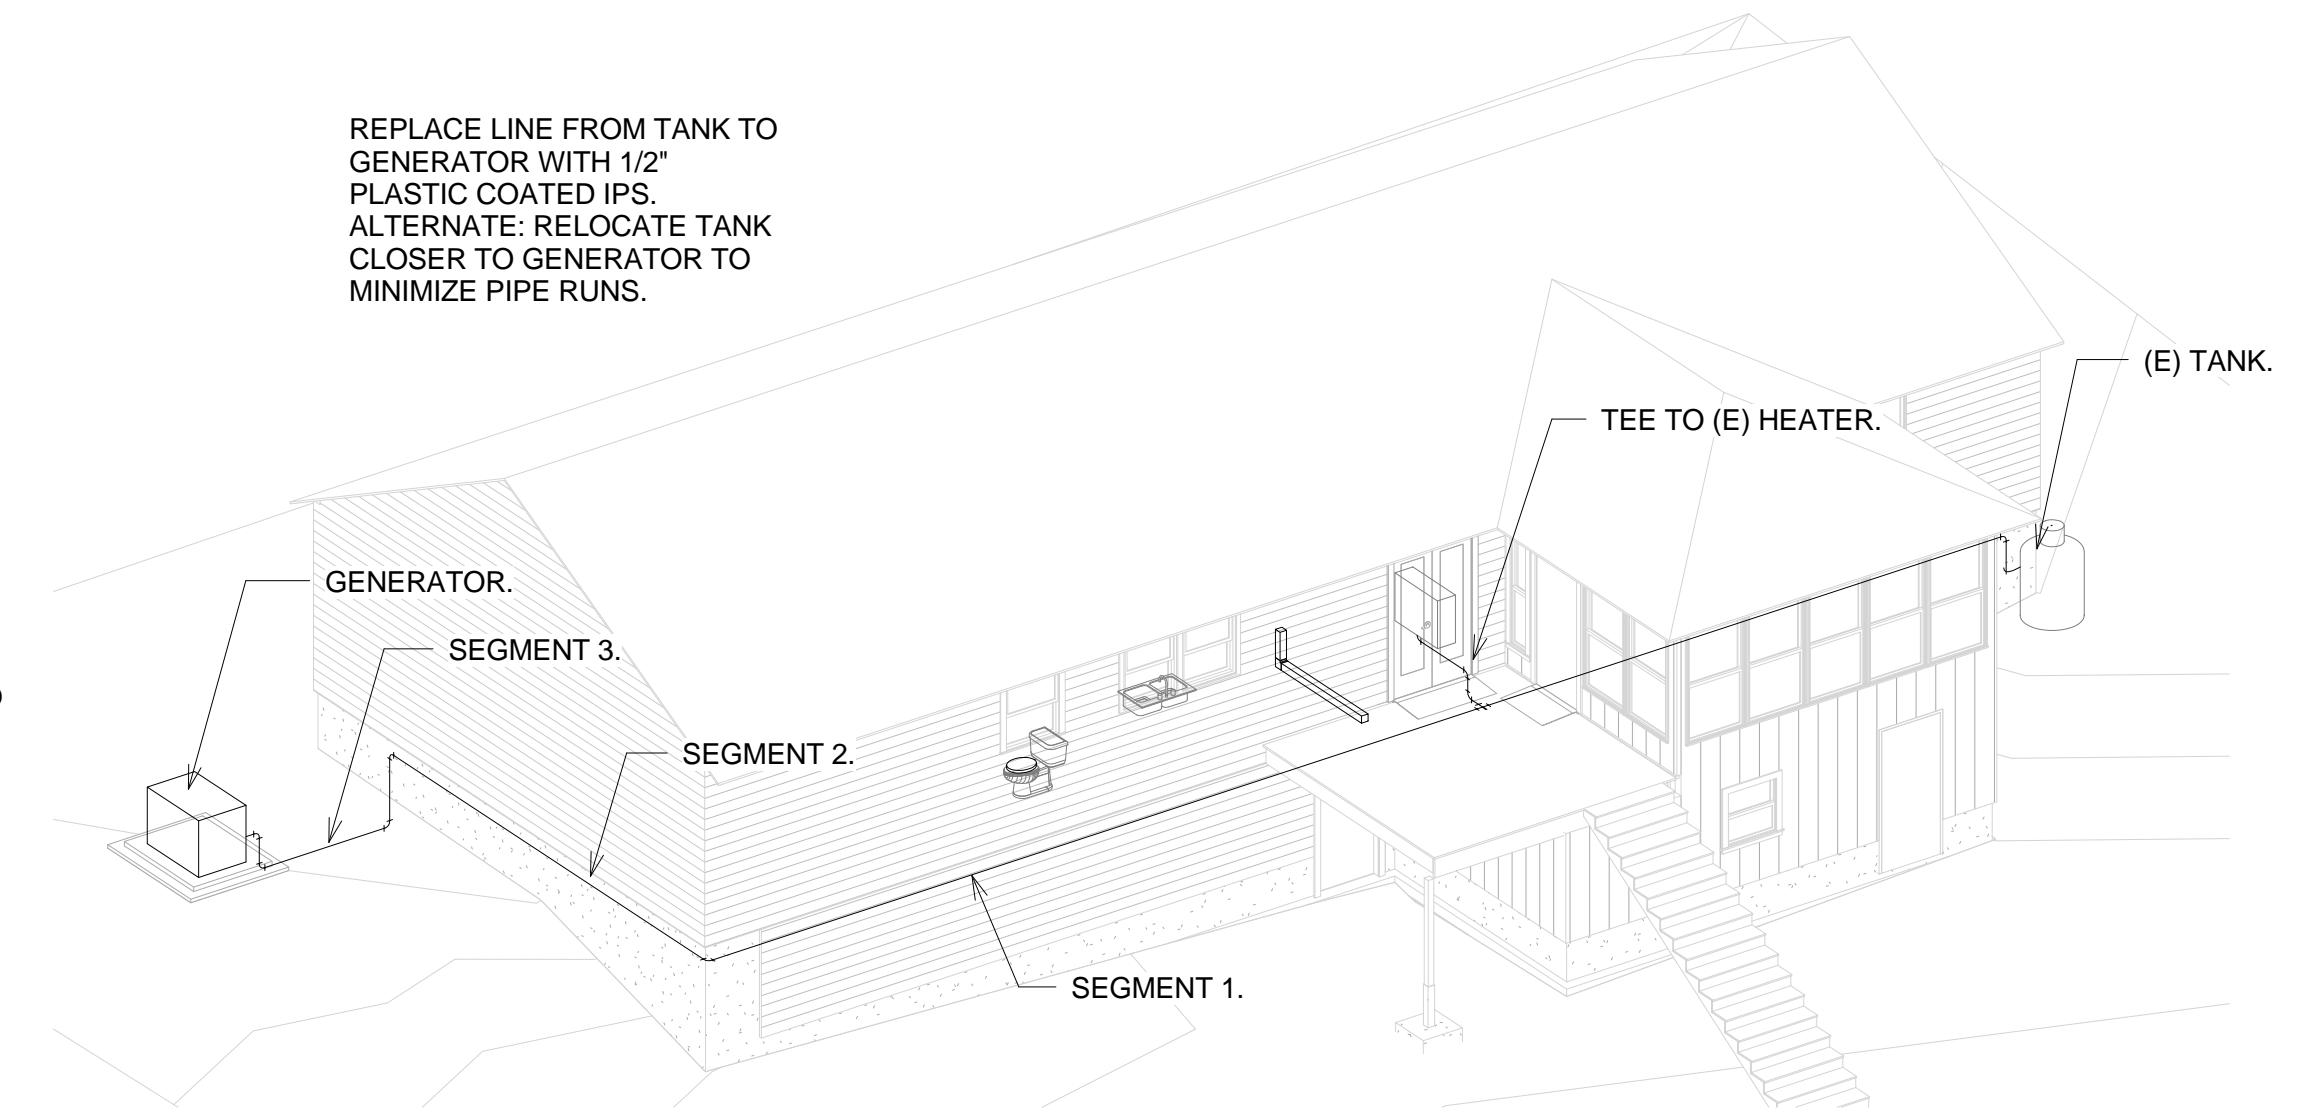 REPLACE LINE FROM TANK TO
GENERATOR WITH 1/2"
PLASTIC COATED IPS.
ALTERNATE: RELOCATE TANK
CLOSER TO GENERATOR TO
MINIMIZE PIPE RUNS.
(E) TANK.
TEE TO (E) HEATER.
GENERATOR.
SEGMENT 3.
SEGMENT 2.
SEGMENT 1.